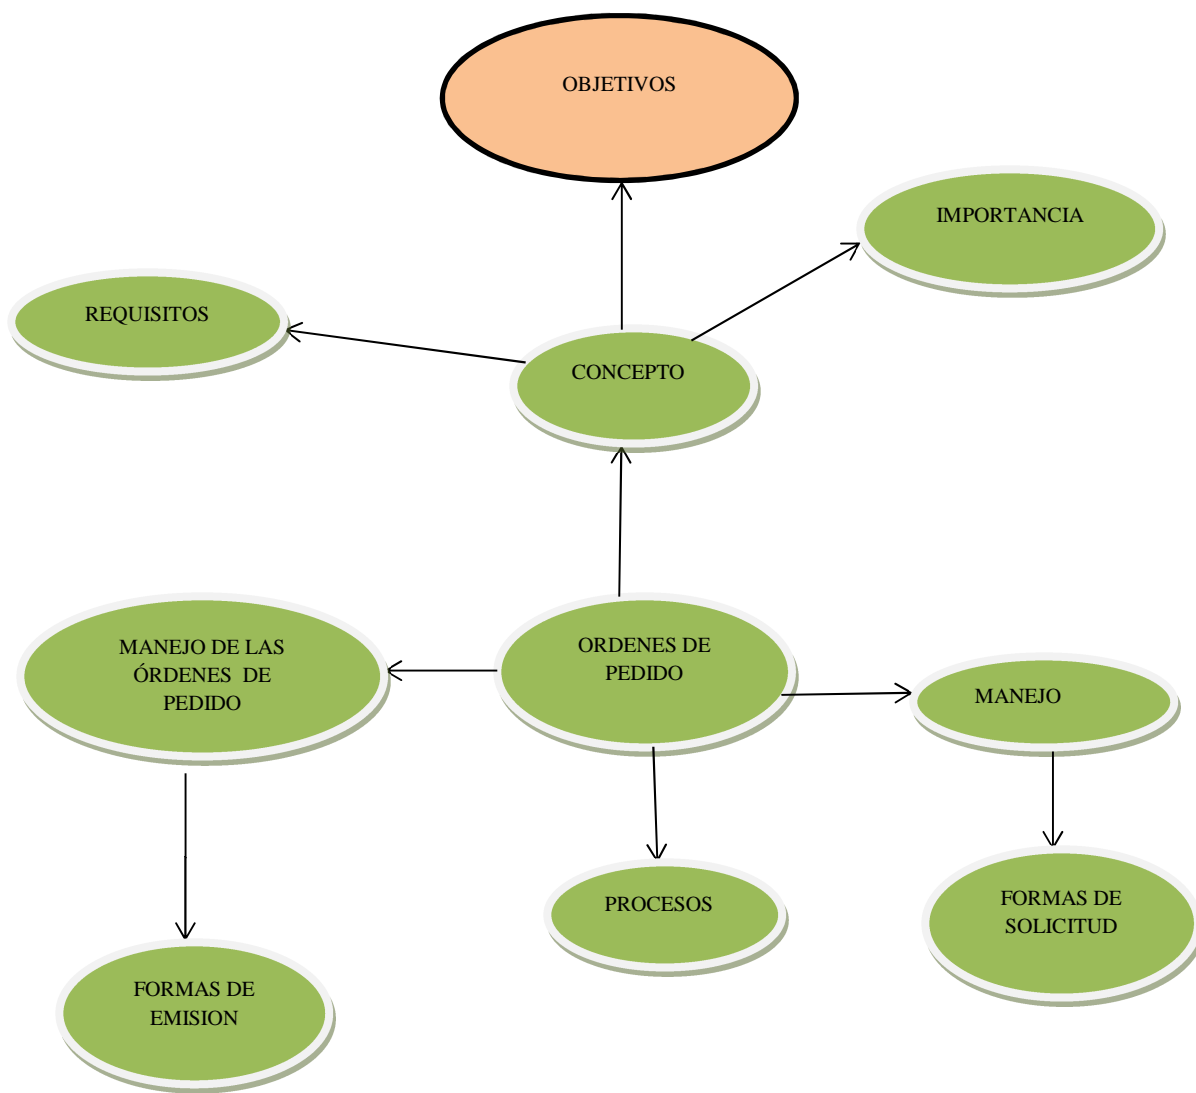 OBJETIVOS
IMPORTANCIA
REQUISITOS
CONCEPTO
MANEJO DE LAS
ÓRDENES DE
PEDIDO
ORDENES DE
PEDIDO
MANEJO
PROCESOS
FORMAS DE
SOLICITUD
FORMAS DE
EMISION